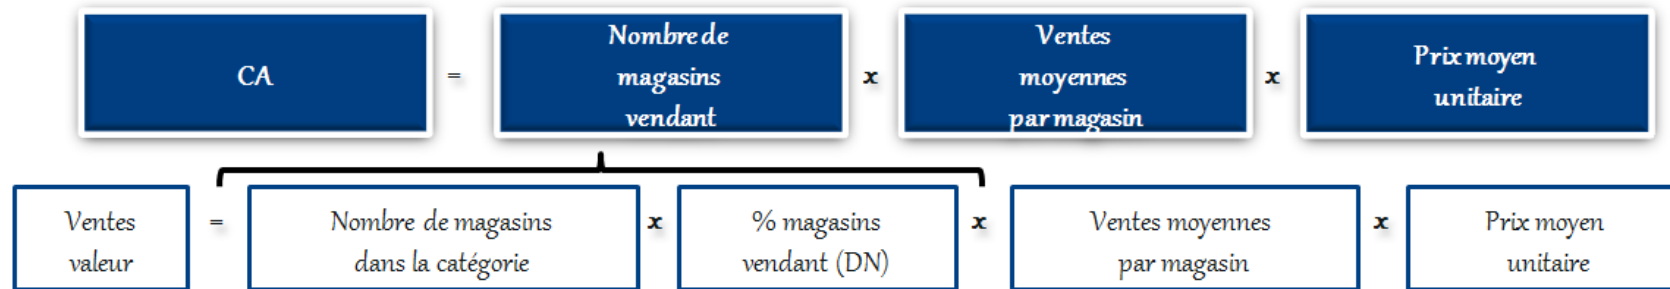 CA
=
Nombre de
magasins
vendant
x
Ventes
moyennes
par magasin
x
Prix moyen
unitaire
Ventes
valeur
=
Nombre de magasins
dans la catégorie
x
% magasins
vendant (DN)
x
Ventes moyennes
par magasin
x
Prix moyen
unitaire